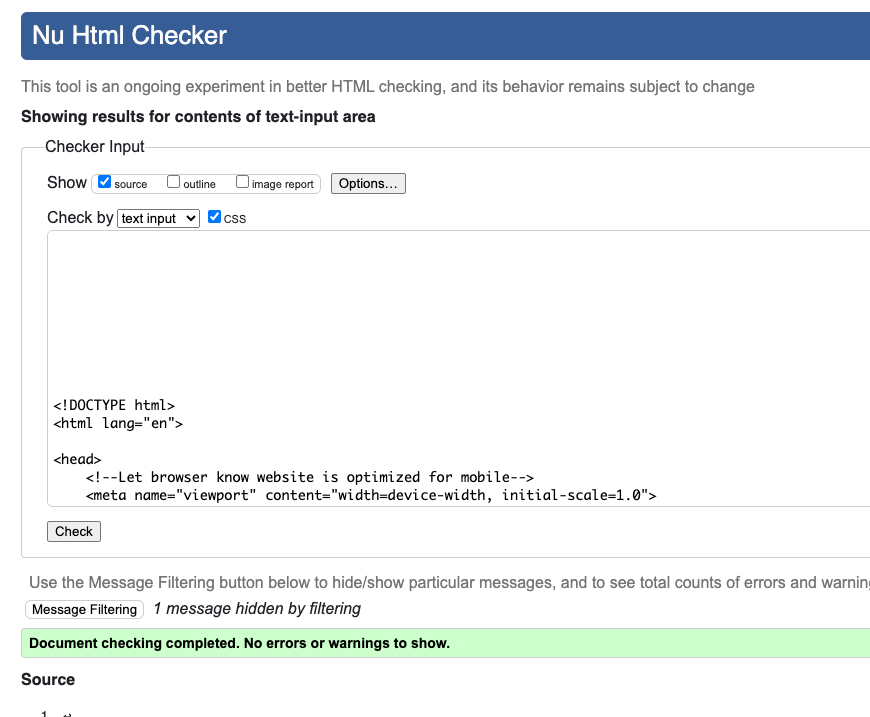 Nu Html Checker
This tool is an ongoing experiment in better HTML checking, and its behavior remains subject to change
Showing results for contents of text-input area
Checker Input
Show source outline image report Options...
Check by text input CSS
<!DOCTYPE html>
<html lang="en">
<head>
<!--Let browser know website is optimized for mobile-->
<meta name="viewport" content="width=device-width, initial-scale=1.0">
Check
Use the Message Filtering button below to hide/show particular messages, and to see total counts of errors and warnin
Message Filtering 1 message hidden by filtering
Document checking completed. No errors or warnings to show.
Source
1. ↩